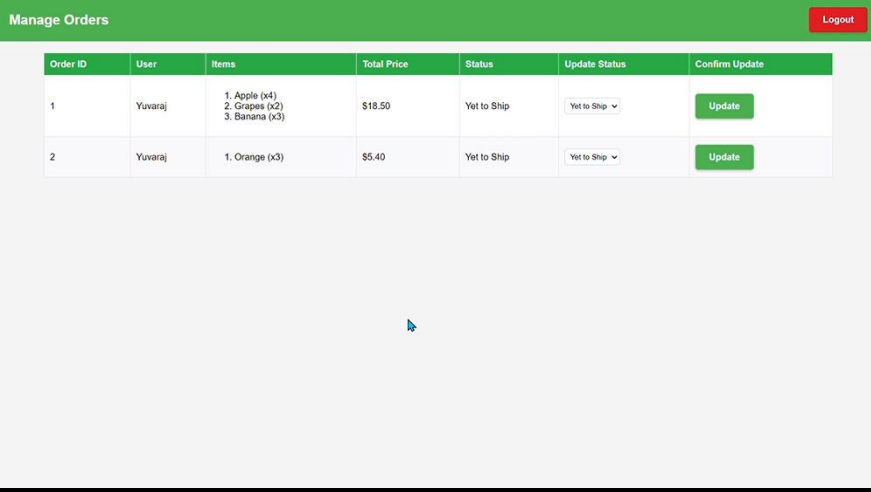 Manage Orders
Logout
Order ID User Items Total Price Status Update Status Confirm Update
1 Yuvaraj 1. Apple (x4) $18.50 Yet to Ship Yet to Ship Update
2. Grapes (x2)
3. Banana (x3)
2 Yuvaraj 1. Orange (x3) $5.40 Yet to Ship Yet to Ship Update